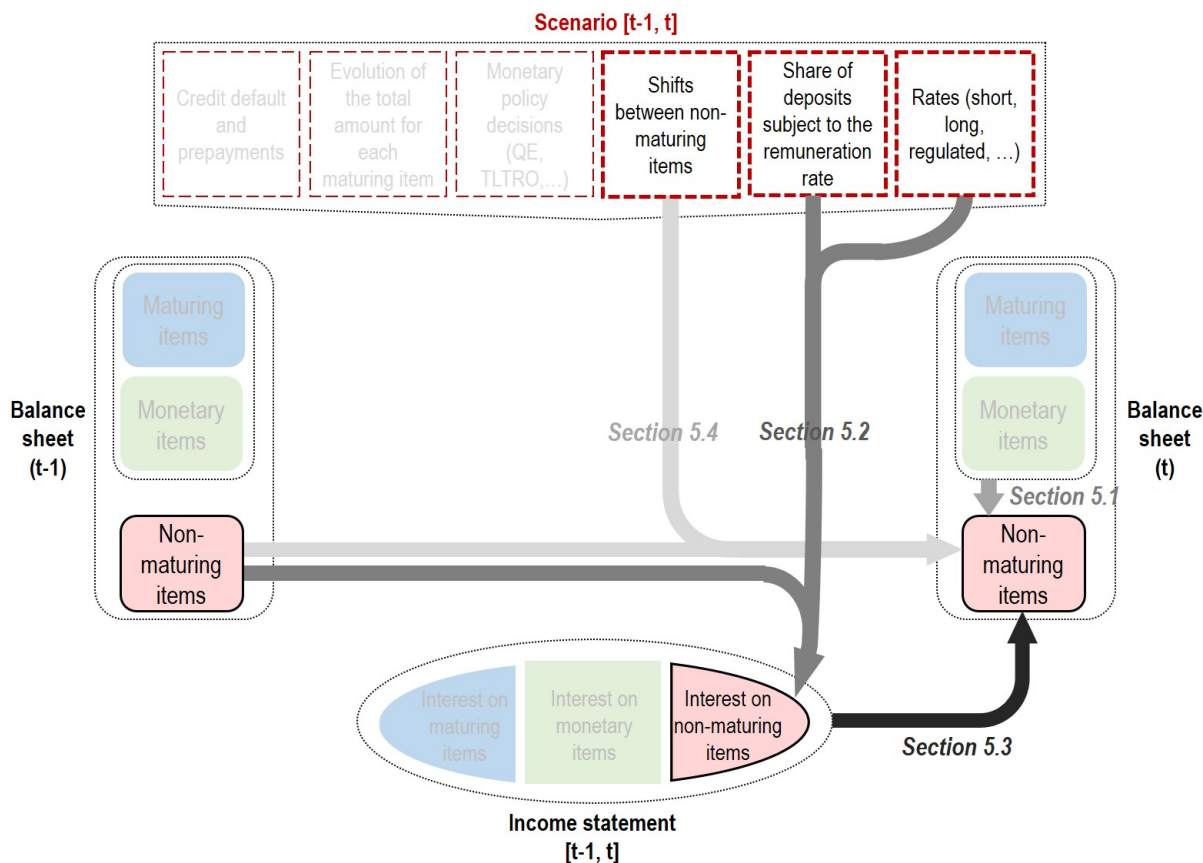 Scenario [t-1, t]
Credit default
and
prepayments
Evolution of
the total
amount for
each
maturing item
Monetary
policy
decisions
(QE,
TLTRO,...)
Shifts
between non-
maturing
items
Share of
deposits
subject to the
remuneration
rate
Rates (short,
long,
regulated, ...)
Maturing
items
Monetary
items
Balance
sheet
(t-1)
Non-
maturing
items
Section 5.4
Section 5.2
Maturing
items
Monetary
items
Balance
sheet
(t)
Section 5.1
Non-
maturing
items
Interest on
maturing
items
Interest on
monetary
items
Interest on
non-maturing
items
Section 5.3
Income statement
[t-1, t]